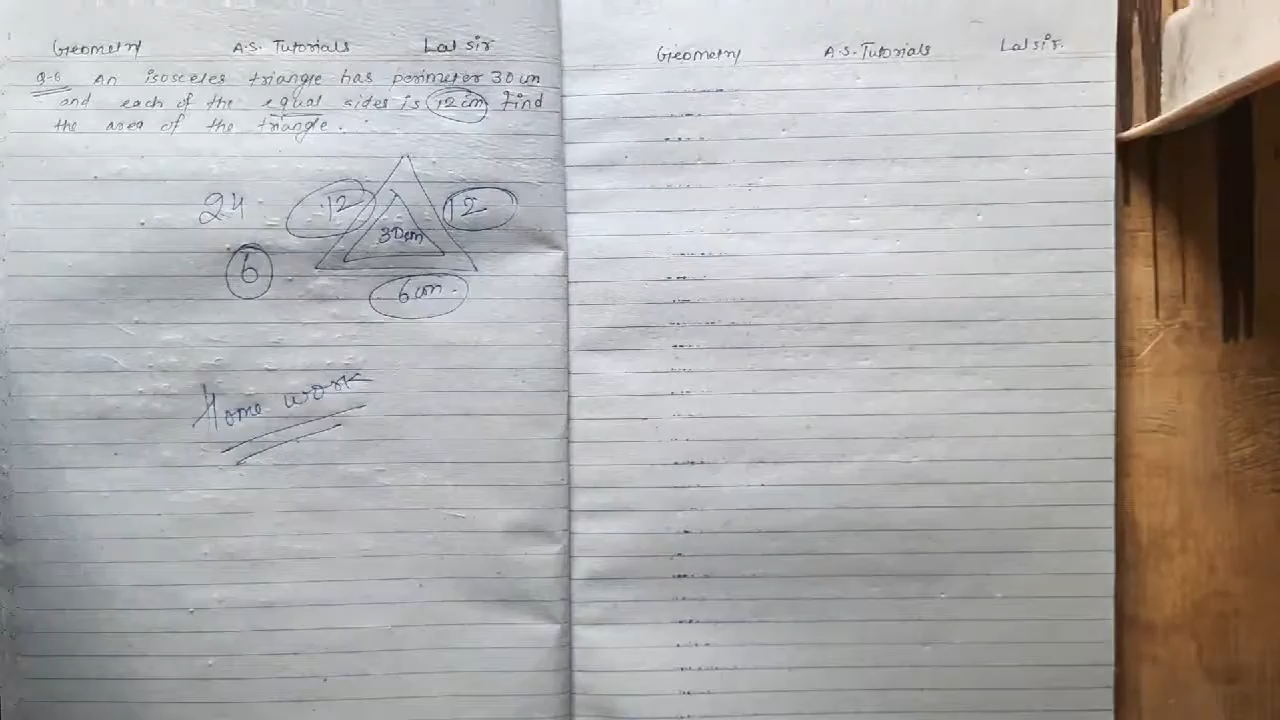 Geometry A.S. Tutorials Lal sir
Q-6 An isosceles triangle has perimeter 30 cm
and each of the equal sides is 12 cm find
the area of the triangle.
24 12 12
30cm
6
6 cm.
Home work
Geometry A.S. Tutorials Lal sir.